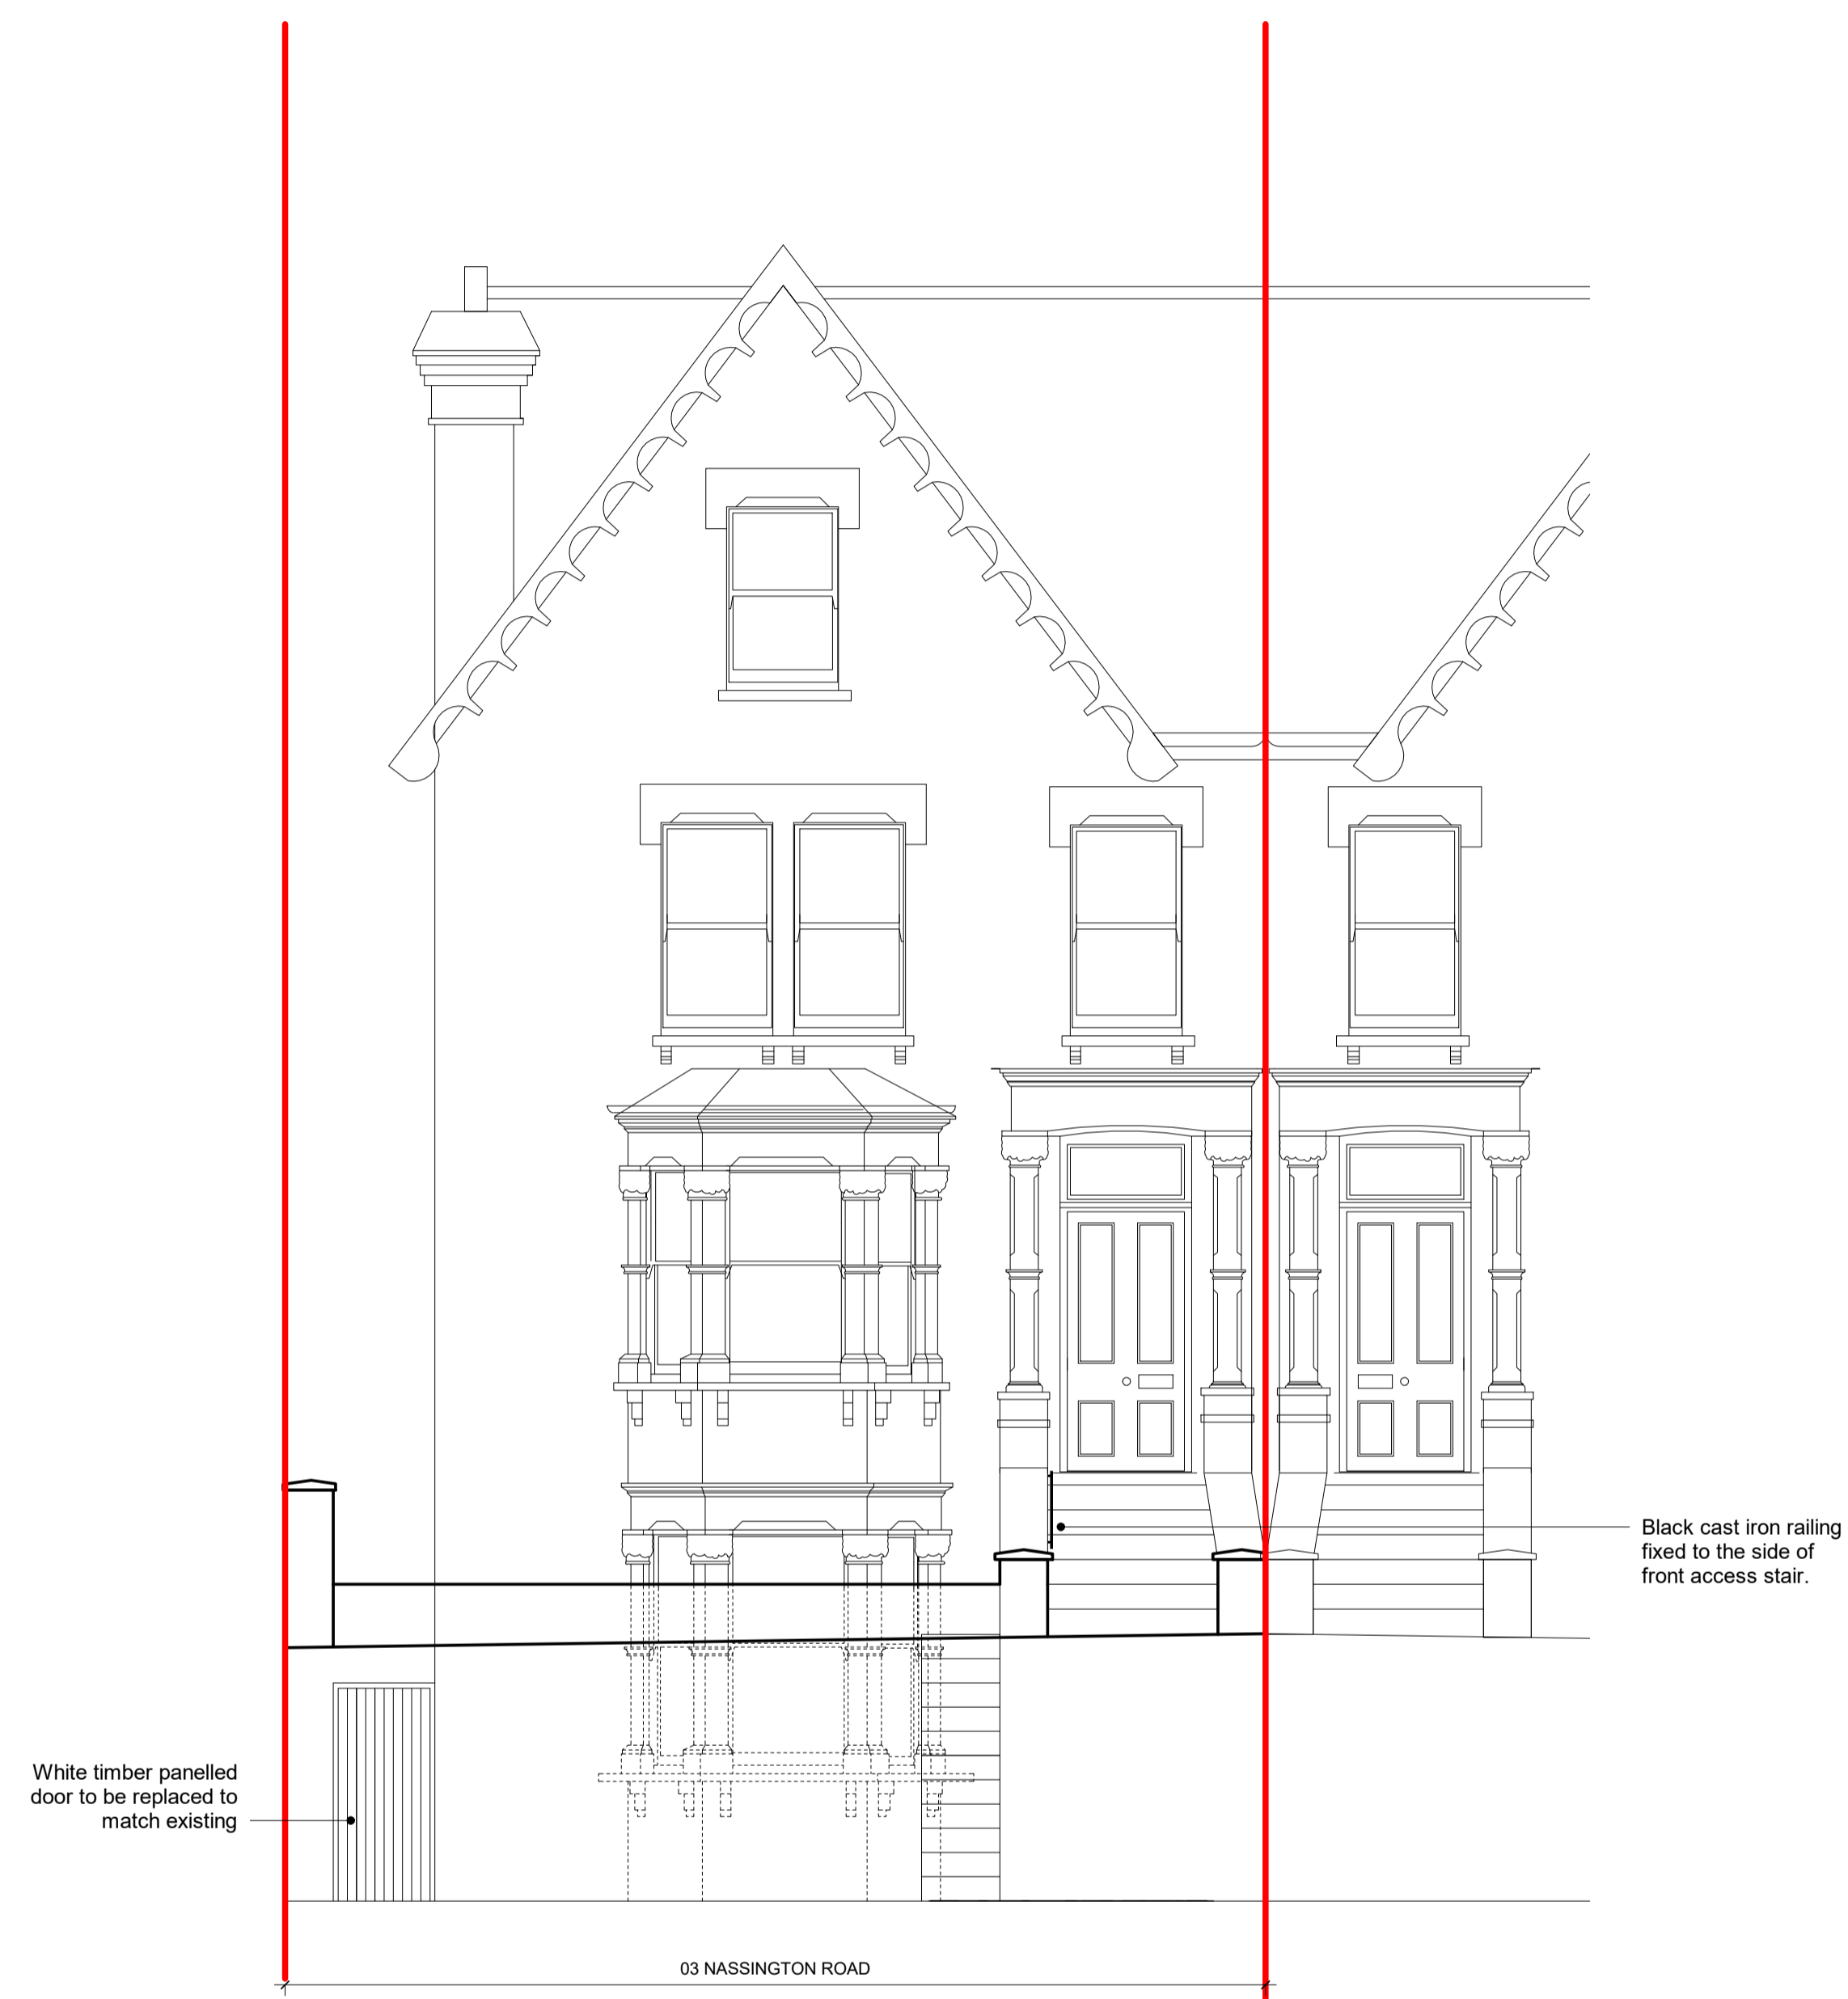 Black cast iron railing
fixed to the side of
front access stair.
White timber panelled
door to be replaced to
match existing
03 NASSINGTON ROAD